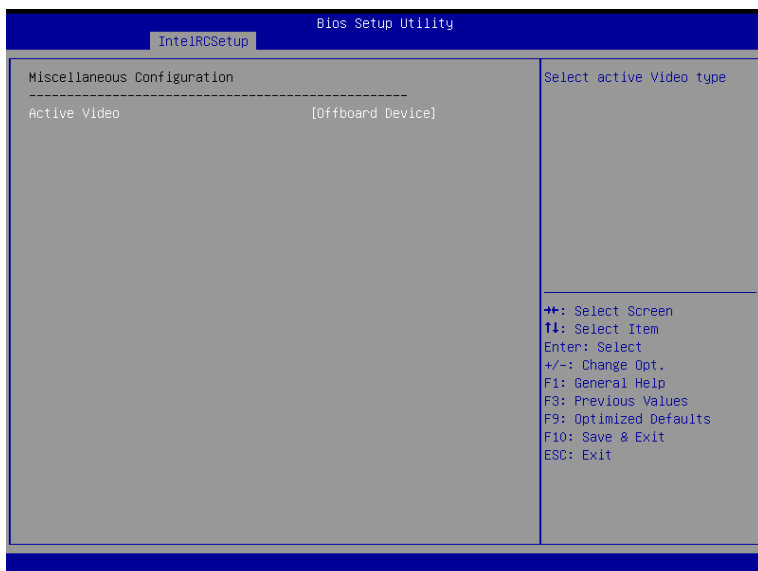 Bios Setup Utility
IntelRCSetup
Miscellaneous Configuration
------------------------------------------------
Active Video [Offboard Device]
Select active Video type
→←: Select Screen
↑↓: Select Item
Enter: Select
+/-: Change Opt.
F1: General Help
F3: Previous Values
F9: Optimized Defaults
F10: Save & Exit
ESC: Exit